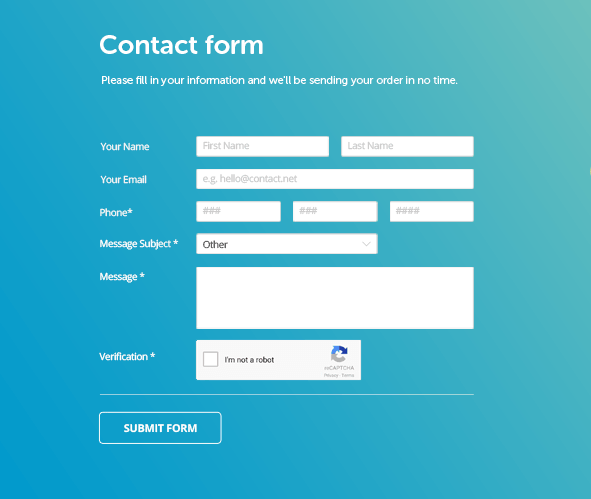 Contact form
Please fill in your information and we'll be sending your order in no time.
Your Name First Name Last Name
Your Email e.g. hello@contact.net
Phone* ### ### ####
Message Subject * Other
Message *
Verification * I'm not a robot
reCAPTCHA
Privacy - Terms
SUBMIT FORM